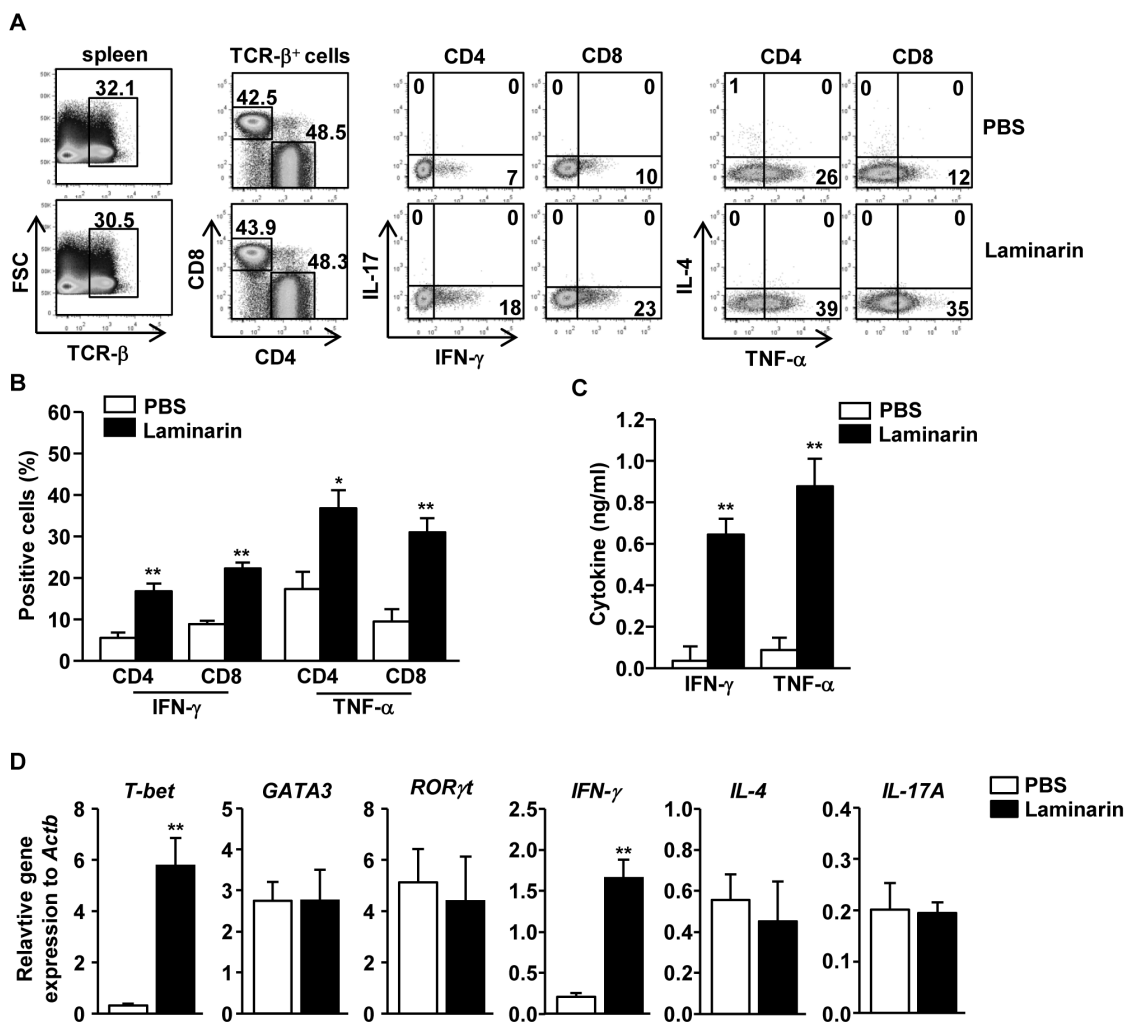 A
spleen
TCR-β+ cells
CD4
CD8
CD4
CD8
32.1
42.5
48.5
0
0
7
0
0
10
1
0
26
0
0
12
PBS
30.5
43.9
48.3
0
0
18
0
0
23
0
0
39
0
0
35
Laminarin
FSC
TCR-β
CD8
CD4
IL-17
IFN-γ
IL-4
TNF-α
B
PBS
Laminarin
Positive cells (%)
60
50
40
30
20
10
0
**
**
*
**
CD4
CD8
CD4
CD8
IFN-γ
TNF-α
C
PBS
Laminarin
Cytokine (ng/ml)
1.2
1.0
0.8
0.6
0.4
0.2
0.0
**
**
IFN-γ
TNF-α
D
Relavtive gene
expression to Actb
T-bet
8
6
4
2
0
**
GATA3
5
4
3
2
1
0
RORγt
8
6
4
2
0
IFN-γ
2.5
2.0
1.5
1.0
0.5
0.0
**
IL-4
1.0
0.8
0.6
0.4
0.2
0.0
IL-17A
0.4
0.3
0.2
0.1
0.0
PBS
Laminarin